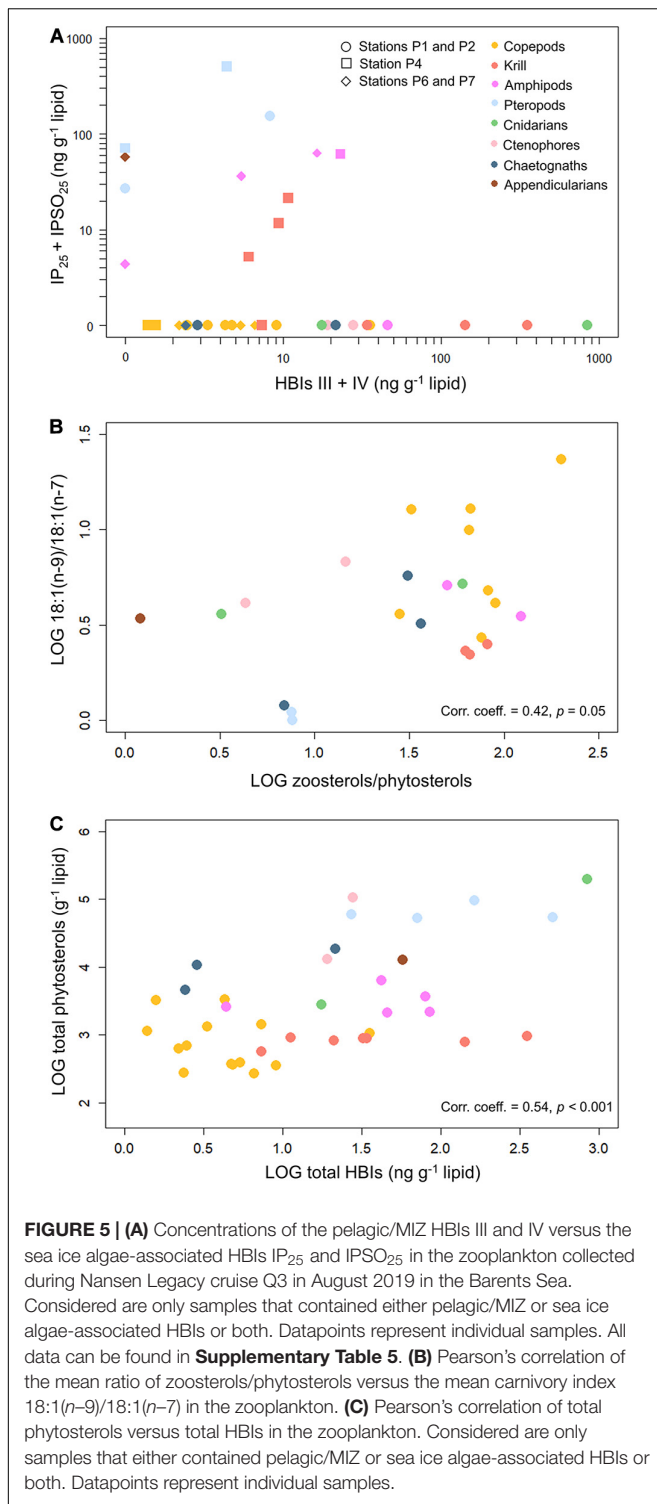 A
1000
100
10
0
IP25 + IPSO25 (ng g-1 lipid)
Stations P1 and P2
Station P4
Stations P6 and P7
Copepods
Krill
Amphipods
Pteropods
Cnidarians
Ctenophores
Chaetognaths
Appendicularians
0 10 100 1000
HBIs III + IV (ng g-1 lipid)
B
1.5
1.0
0.5
0.0
LOG 18:1(n-9)/18:1(n-7)
Corr. coeff. = 0.42, p = 0.05
0.0 0.5 1.0 1.5 2.0 2.5
LOG zoosterols/phytosterols
C
6
5
4
3
2
LOG total phytosterols (g-1 lipid)
Corr. coeff. = 0.54, p < 0.001
0.0 0.5 1.0 1.5 2.0 2.5 3.0
LOG total HBIs (ng g-1 lipid)
FIGURE 5 | (A) Concentrations of the pelagic/MIZ HBIs III and IV versus the
sea ice algae-associated HBIs IP25 and IPSO25 in the zooplankton collected
during Nansen Legacy cruise Q3 in August 2019 in the Barents Sea.
Considered are only samples that contained either pelagic/MIZ or sea ice
algae-associated HBIs or both. Datapoints represent individual samples. All
data can be found in Supplementary Table 5. (B) Pearson's correlation of
the mean ratio of zoosterols/phytosterols versus the mean carnivory index
18:1(n–9)/18:1(n–7) in the zooplankton. (C) Pearson's correlation of total
phytosterols versus total HBIs in the zooplankton. Considered are only
samples that either contained pelagic/MIZ or sea ice algae-associated HBIs or
both. Datapoints represent individual samples.